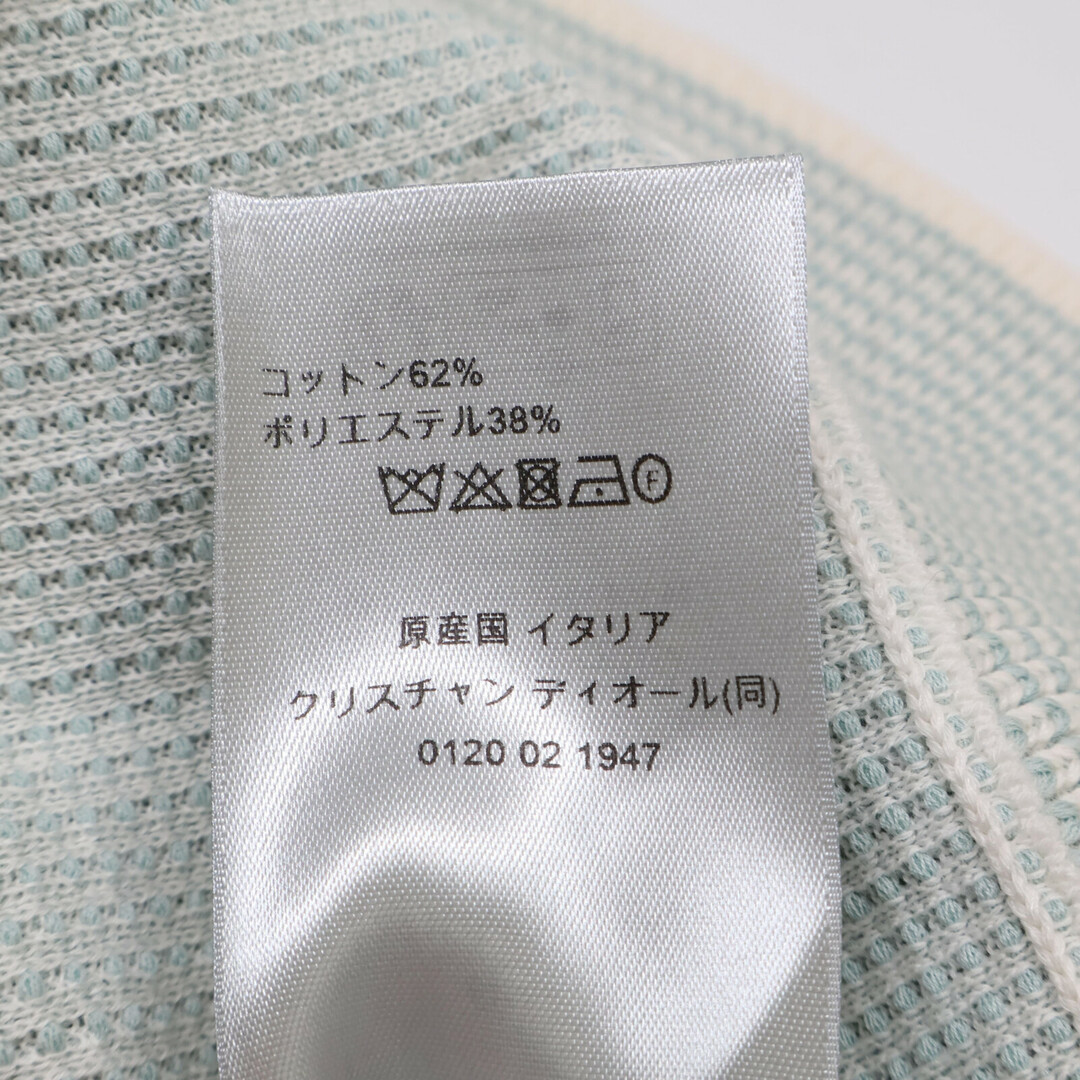 コットン62%
ポリエステル38%
F
原産国 イタリア
クリスチャン ディオール(同)
0120 02 1947